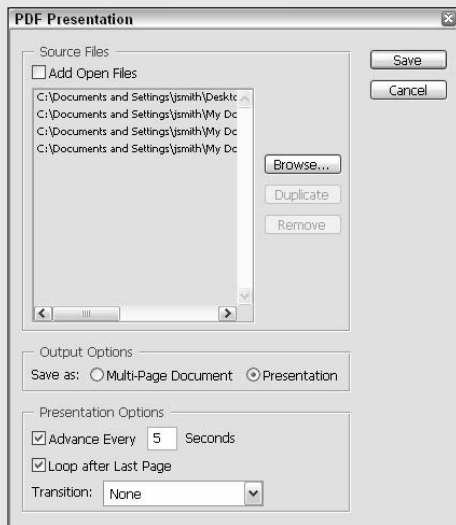 PDF Presentation
Source Files
Add Open Files
C:\Documents and Settings\jsmith\Deskto
C:\Documents and Settings\jsmith\My Do
C:\Documents and Settings\jsmith\My Do
C:\Documents and Settings\jsmith\My Do
Browse...
Duplicate
Remove
Save
Cancel
Output Options
Save as: Multi-Page Document Presentation
Presentation Options
Advance Every 5 Seconds
Loop after Last Page
Transition: None